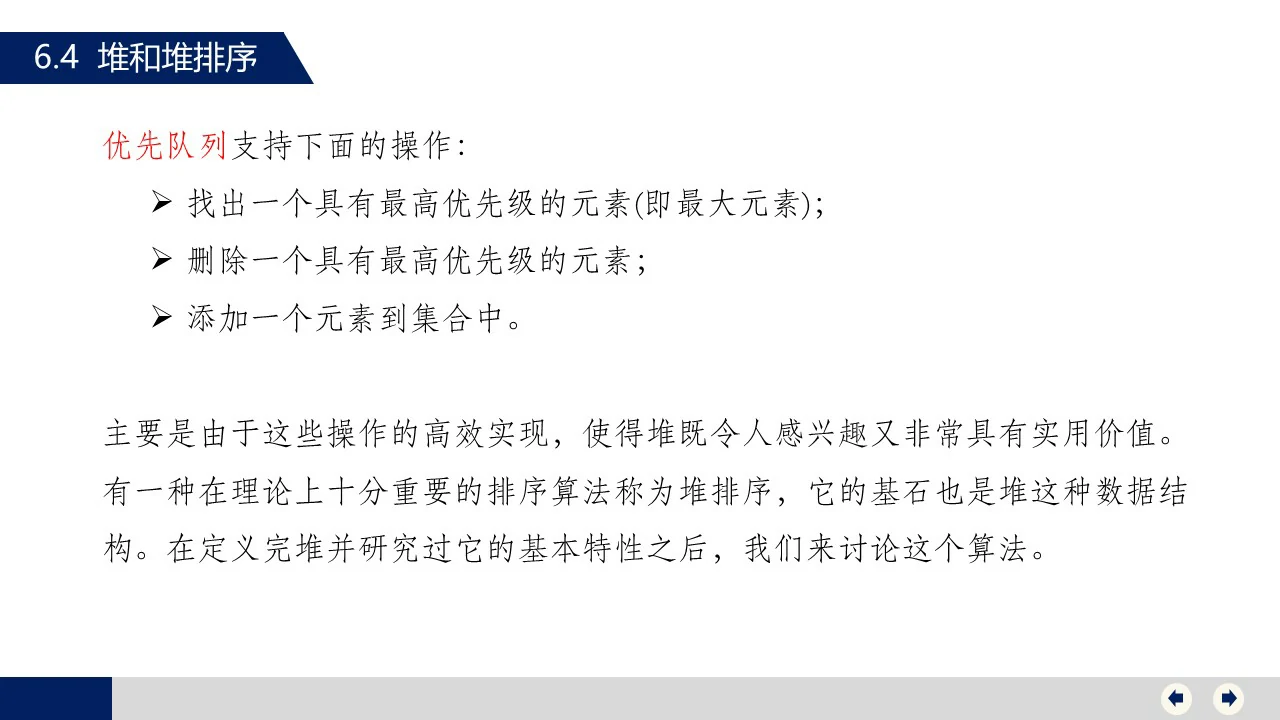 6.4 堆和堆排序
优先队列支持下面的操作：
➢ 找出一个具有最高优先级的元素(即最大元素)；
➢ 删除一个具有最高优先级的元素；
➢ 添加一个元素到集合中。
主要是由于这些操作的高效实现，使得堆既令人感兴趣又非常具有实用价值。
有一种在理论上十分重要的排序算法称为堆排序，它的基石也是堆这种数据结
构。在定义完堆并研究过它的基本特性之后，我们来讨论这个算法。